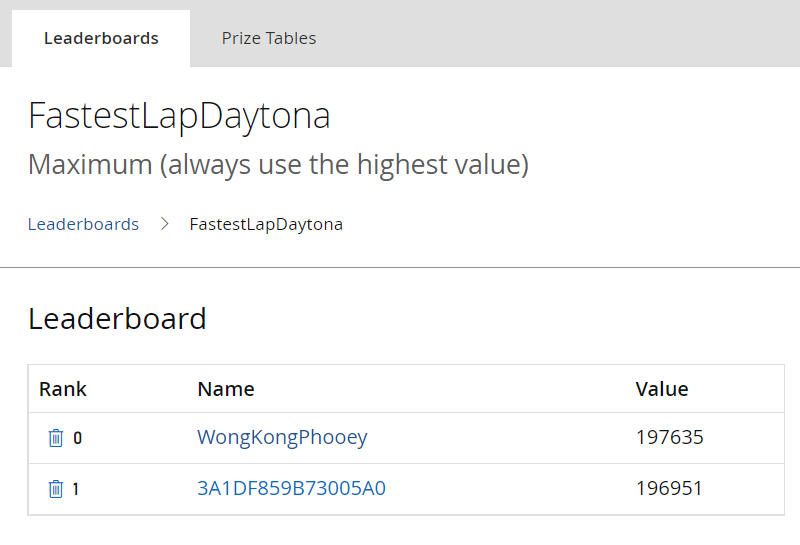 Leaderboards Prize Tables
FastestLapDaytona
Maximum (always use the highest value)
Leaderboards > FastestLapDaytona
Leaderboard
Rank Name Value
0 WongKongPhooey 197635
1 3A1DF859B73005A0 196951